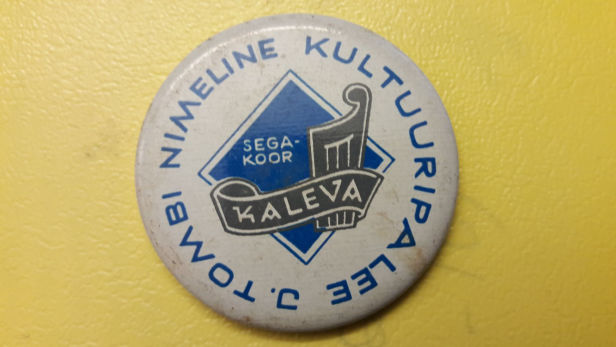 J. TOMBI NIMELINE KULTUURIPALEE
SEGA-
KOOR
KALEVA